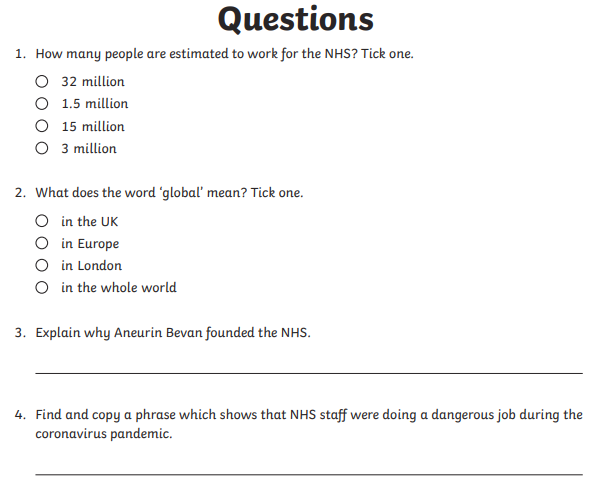 Questions
1. How many people are estimated to work for the NHS? Tick one.
32 million
1.5 million
15 million
3 million
2. What does the word ‘global’ mean? Tick one.
in the UK
in Europe
in London
in the whole world
3. Explain why Aneurin Bevan founded the NHS.
4. Find and copy a phrase which shows that NHS staff were doing a dangerous job during the
coronavirus pandemic.